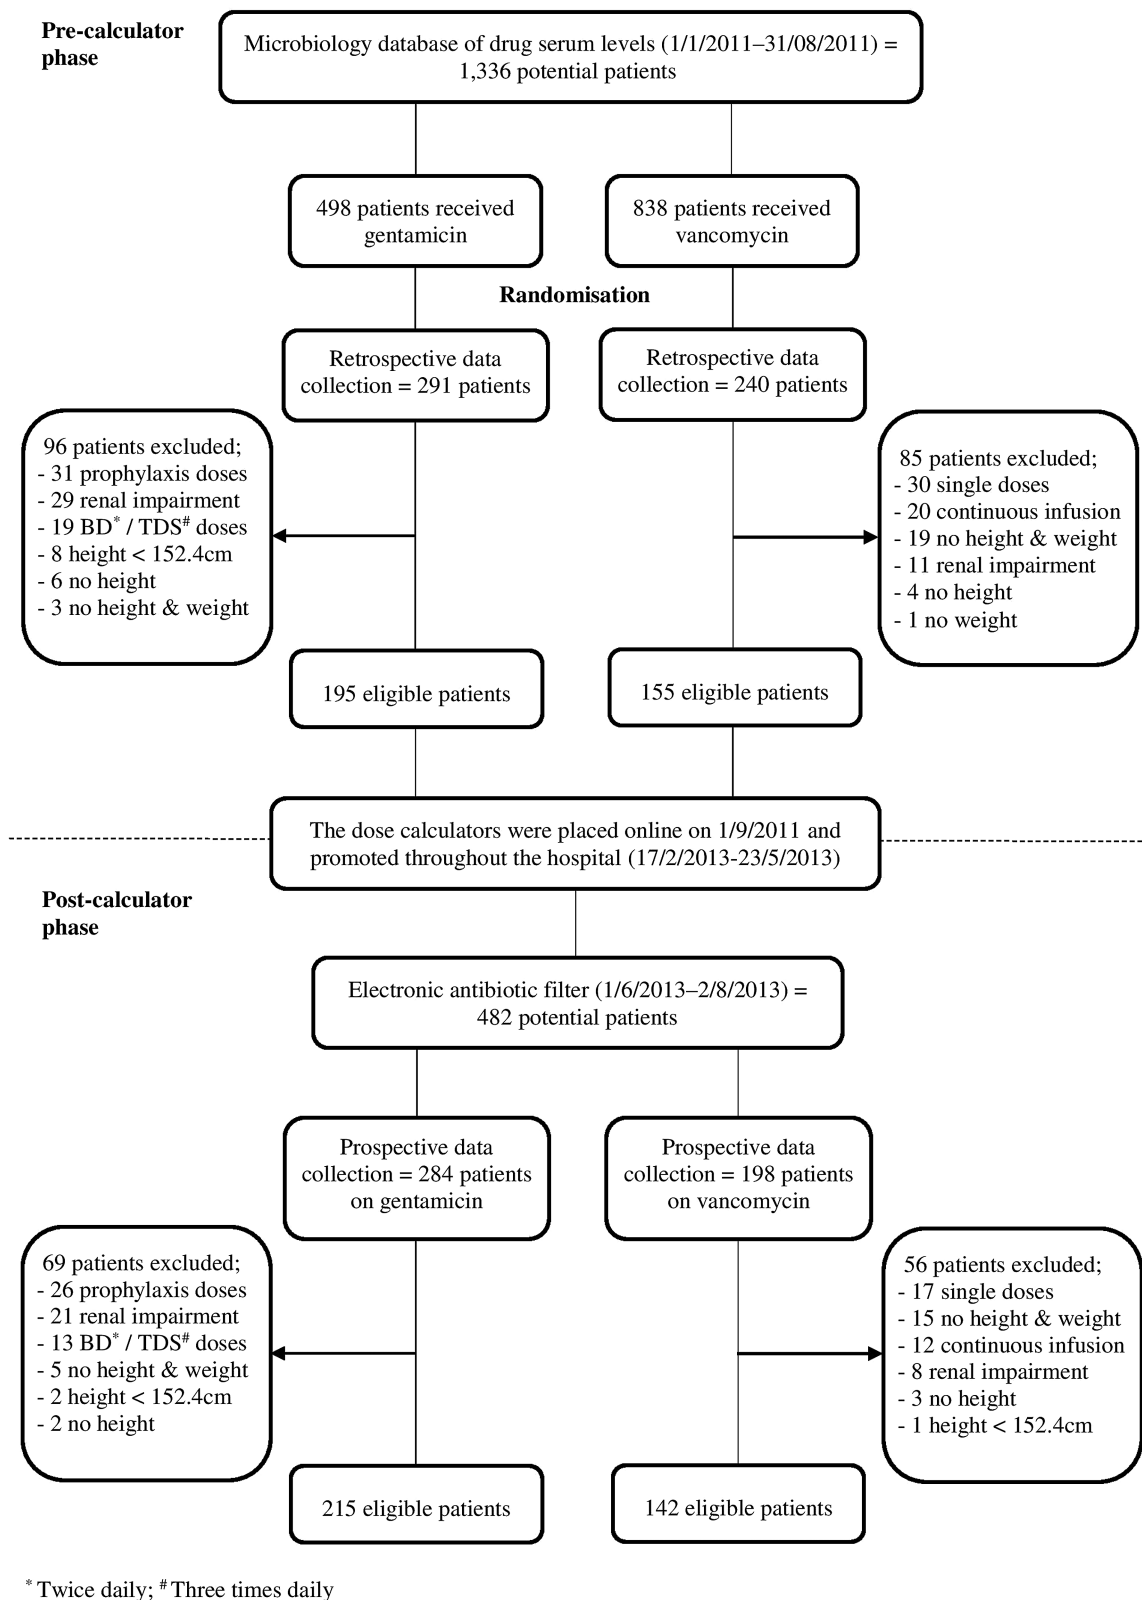 Pre-calculator
phase
Microbiology database of drug serum levels (1/1/2011–31/08/2011) =
1,336 potential patients
498 patients received
gentamicin
838 patients received
vancomycin
Randomisation
Retrospective data
collection = 291 patients
Retrospective data
collection = 240 patients
96 patients excluded;
- 31 prophylaxis doses
- 29 renal impairment
- 19 BD* / TDS# doses
- 8 height < 152.4cm
- 6 no height
- 3 no height & weight
85 patients excluded;
- 30 single doses
- 20 continuous infusion
- 19 no height & weight
- 11 renal impairment
- 4 no height
- 1 no weight
195 eligible patients
155 eligible patients
The dose calculators were placed online on 1/9/2011 and
promoted throughout the hospital (17/2/2013-23/5/2013)
Post-calculator
phase
Electronic antibiotic filter (1/6/2013–2/8/2013) =
482 potential patients
Prospective data
collection = 284 patients
on gentamicin
Prospective data
collection = 198 patients
on vancomycin
69 patients excluded;
- 26 prophylaxis doses
- 21 renal impairment
- 13 BD* / TDS# doses
- 5 no height & weight
- 2 height < 152.4cm
- 2 no height
56 patients excluded;
- 17 single doses
- 15 no height & weight
- 12 continuous infusion
- 8 renal impairment
- 3 no height
- 1 height < 152.4cm
215 eligible patients
142 eligible patients
* Twice daily; # Three times daily